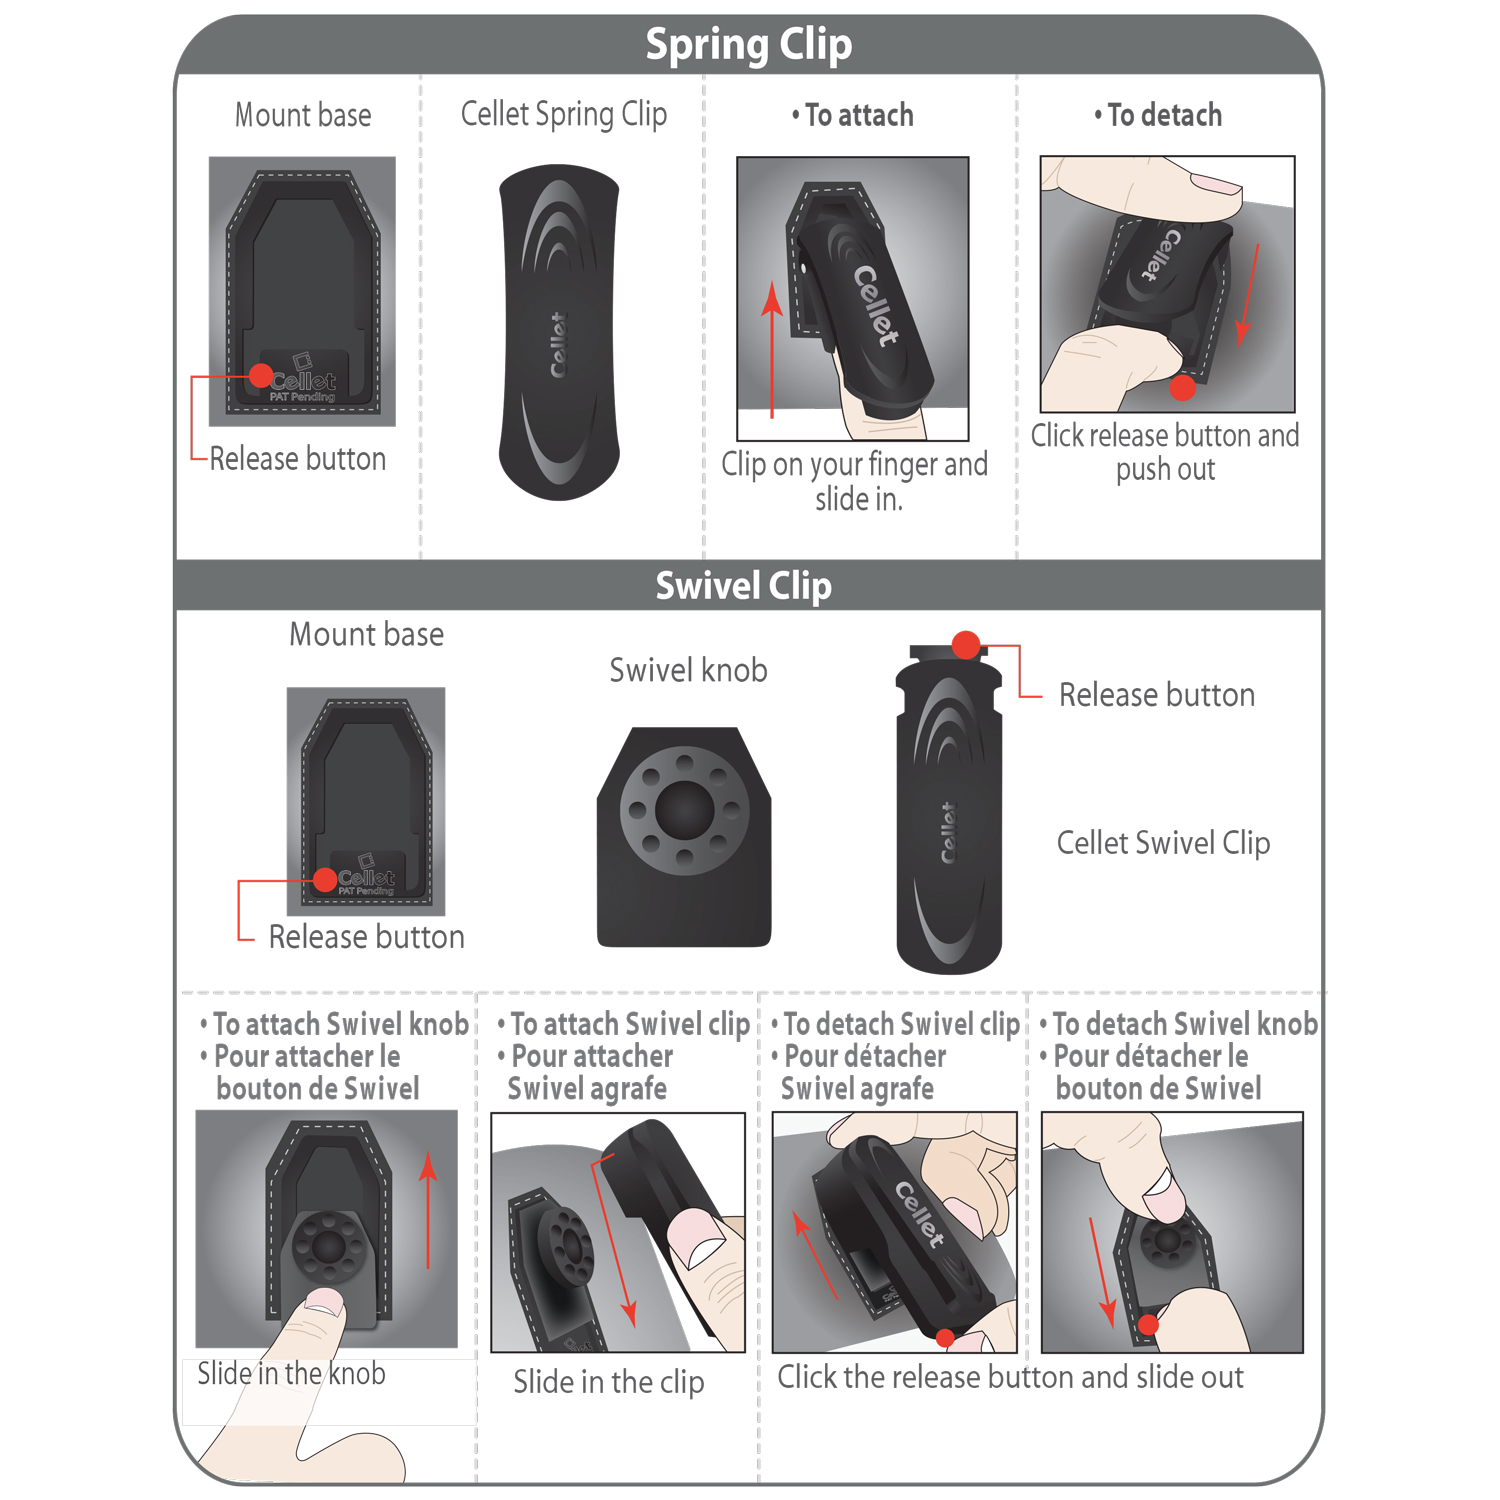 Spring Clip
Mount base
Cellet
PAT Pending
Release button
Cellet Spring Clip
Cellet
• To attach
Cellet
Clip on your finger and
slide in.
• To detach
Cellet
Click release button and
push out
Swivel Clip
Mount base
Cellet
PAT Pending
Release button
Swivel knob
Cellet
Release button
Cellet Swivel Clip
• To attach Swivel knob
• Pour attacher le
bouton de Swivel
Slide in the knob
• To attach Swivel clip
• Pour attacher
Swivel agrafe
Slide in the clip
• To detach Swivel clip
• Pour détacher
Swivel agrafe
Cellet
• To detach Swivel knob
• Pour détacher le
bouton de Swivel
Click the release button and slide out